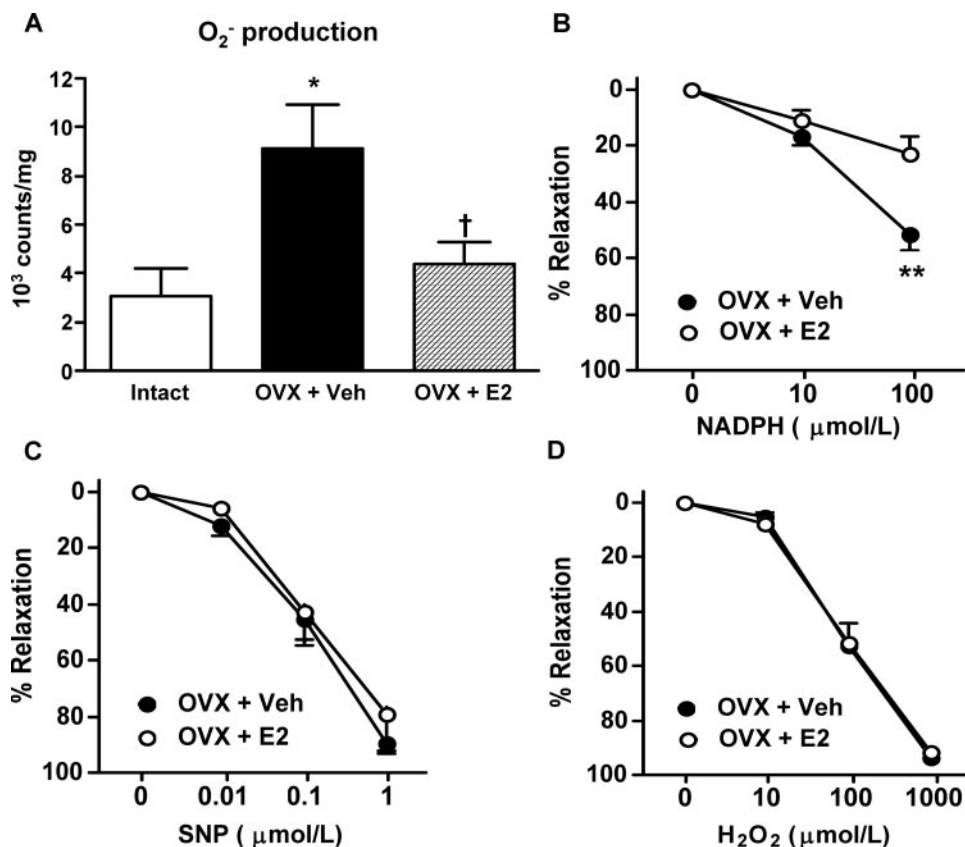 A
O₂⁻ production
10³ counts/mg
12
10
8
6
4
2
0
*
†
Intact
OVX + Veh
OVX + E2
B
% Relaxation
0
20
40
60
80
100
**
OVX + Veh
OVX + E2
0
10
100
NADPH ( μmol/L)
C
% Relaxation
0
20
40
60
80
100
OVX + Veh
OVX + E2
0
0.01
0.1
1
SNP ( μmol/L)
D
% Relaxation
0
20
40
60
80
100
OVX + Veh
OVX + E2
0
10
100
1000
H₂O₂ (μmol/L)